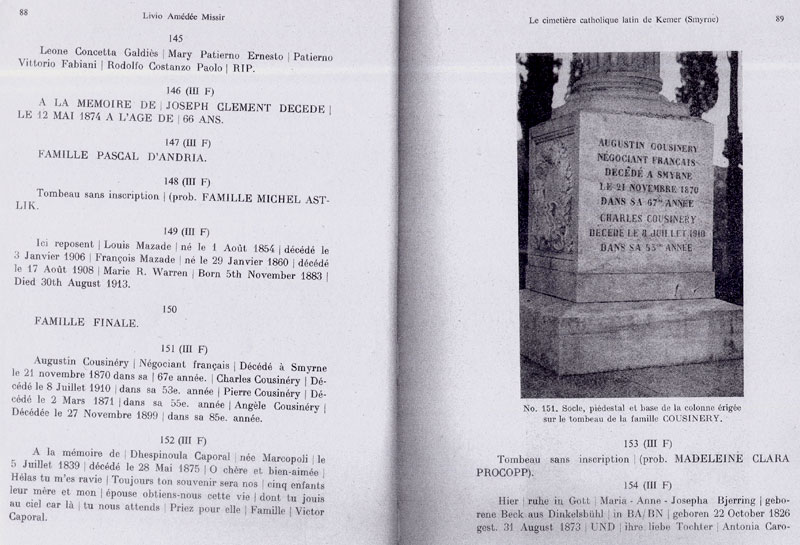 88
Livio Amédée Missir
145
Leone Concetta Galdiès | Mary Patierno Ernesto | Patierno
Vittorio Fabiani | Rodolfo Costanzo Paolo | RIP.
146 (III F)
A LA MEMOIRE DE | JOSEPH CLEMENT DECEDE |
LE 12 MAI 1874 A L'AGE DE | 66 ANS.
147 (III F)
FAMILLE PASCAL D'ANDRIA.
148 (III F)
Tombeau sans inscription | (prob. FAMILLE MICHEL AST-
LIK.
149 (III F)
Ici reposent | Louis Mazade | né le 1 Août 1854 | décédé le
3 Janvier 1906 | François Mazade | né le 29 Janvier 1860 | décédé
le 17 Août 1908 | Marie R. Warren | Born 5th November 1883 |
Died 30th August 1913.
150
FAMILLE FINALE.
151 (III F)
Augustin Cousinéry | Négociant français | Décédé à Smyrne
le 21 novembre 1870 dans sa | 67e année. | Charles Cousinéry | Dé-
cédé le 8 Juillet 1910 | dans sa 53e. année | Pierre Cousinéry | Dé-
cédé le 2 Mars 1871 | dans sa 55e. année | Angèle Cousinéry |
Décédée le 27 Novembre 1899 | dans sa 85e. année.
152 (III F)
A la mémoire de | Dhespinoula Caporal | née Marcopoli | le
5 Juillet 1839 | décédé le 28 Mai 1875 | O chère et bien-aimée |
Hélas tu m'es ravie | Toujours ton souvenir sera nos | cinq enfants
leur mère et mon | épouse obtiens-nous cette vie | dont tu jouis
au ciel car là | tu nous attends | Priez pour elle | Famille | Victor
Caporal.
Le cimetière catholique latin de Kemer (Smyrne)
89
AUGUSTIN COUSINERY
NÉGOCIANT FRANÇAIS
DÉCÉDÉ A SMYRNE
LE 21 NOVEMBRE 1870
DANS SA 67e ANNÉE
CHARLES COUSINERY
DECEDE LE 8 JUILLET 1910
DANS SA 53me ANNÉE
No. 151. Socle, piédestal et base de la colonne érigée
sur le tombeau de la famille COUSINERY.
153 (III F)
Tombeau sans inscription | (prob. MADELEINE CLARA
PROCOPP).
154 (III F)
Hier | ruhe in Gott | Maria - Anne - Josepha Bjerring | gebo-
rene Beck aus Dinkelsbühl | in BA/BN | geboren 22 October 1826
gest. 31 August 1873 | UND | ihre liebe Tochter | Antonia Caro-